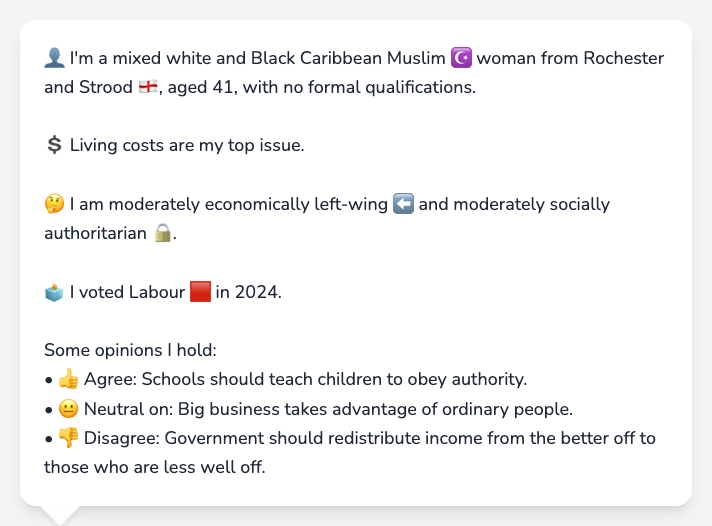 👤 I'm a mixed white and Black Caribbean Muslim ☪️ woman from Rochester
and Strood 🏴󠁧󠁢󠁥󠁮󠁧󠁿, aged 41, with no formal qualifications.
💲 Living costs are my top issue.
🤔 I am moderately economically left-wing ⬅️ and moderately socially
authoritarian 🔒.
🗳️ I voted Labour 🟥 in 2024.
Some opinions I hold:
• 👍 Agree: Schools should teach children to obey authority.
• 😐 Neutral on: Big business takes advantage of ordinary people.
• 👎 Disagree: Government should redistribute income from the better off to
those who are less well off.